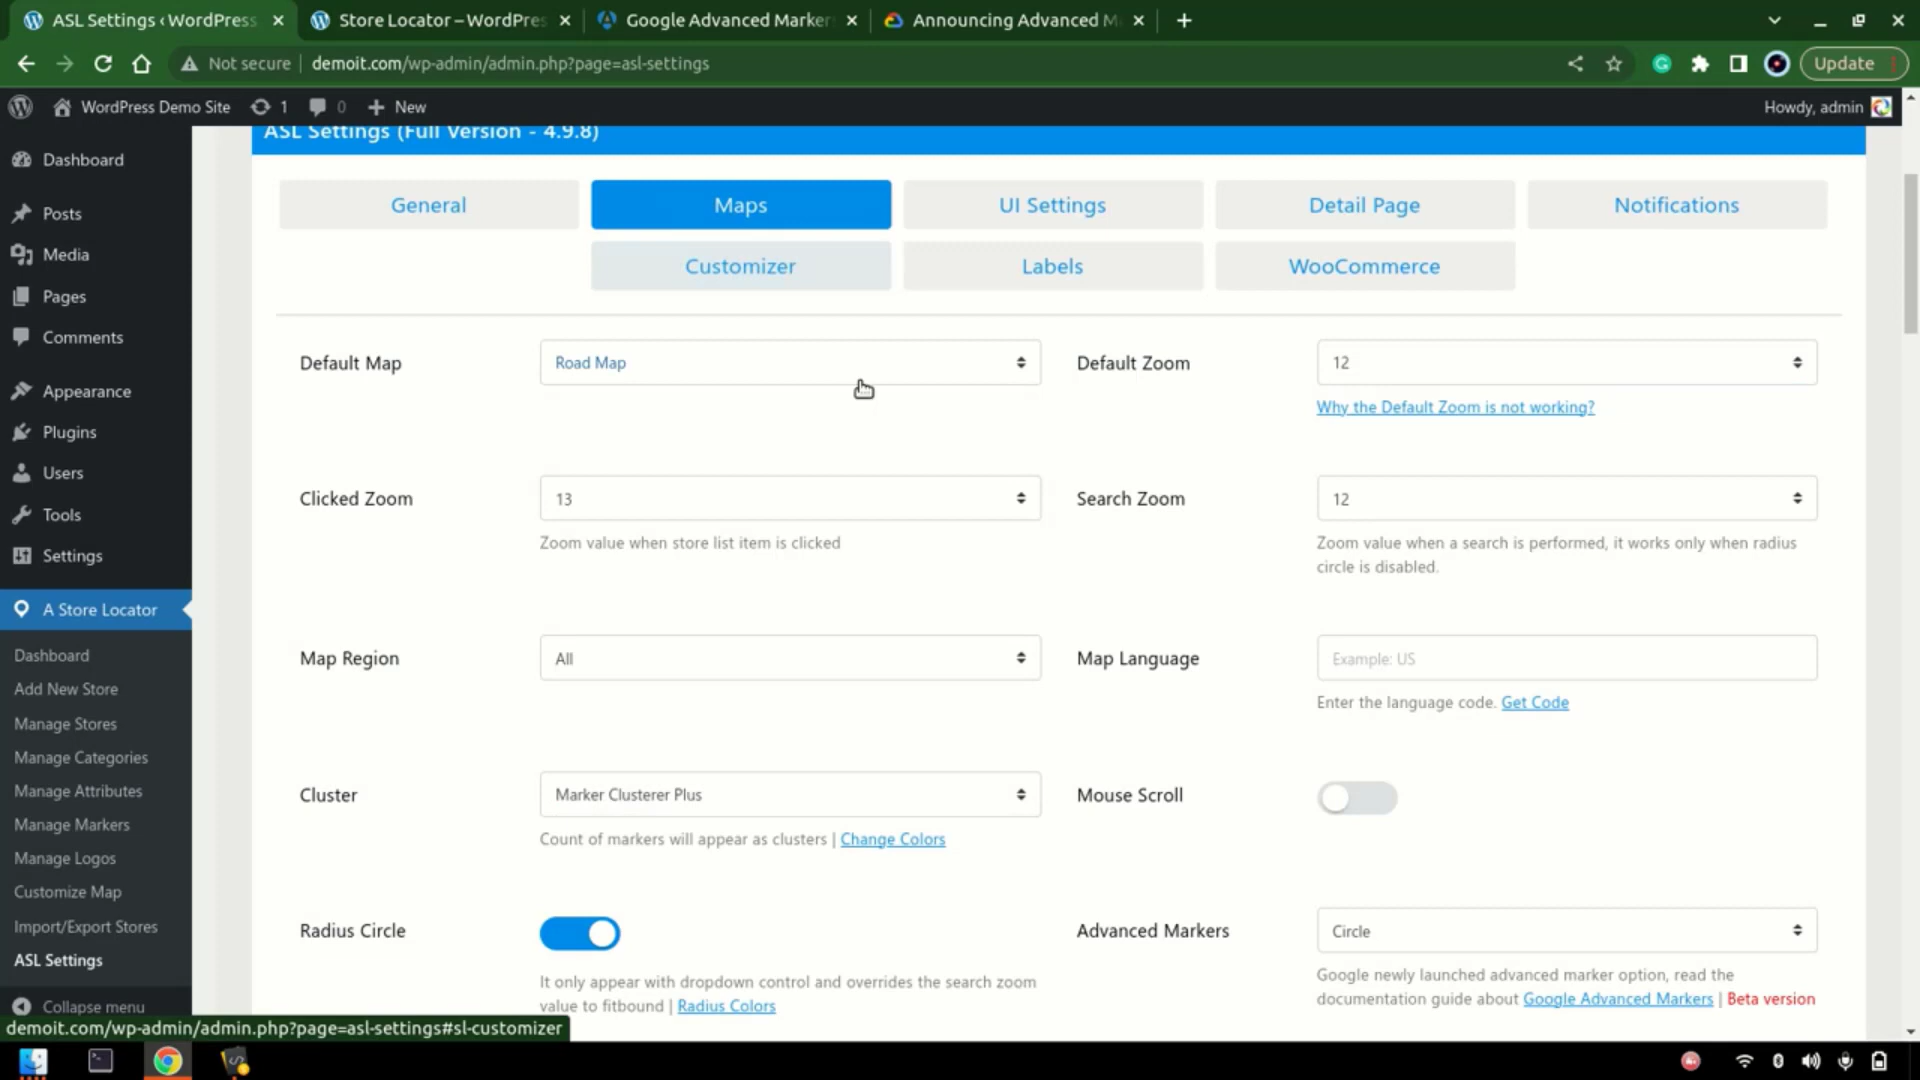 ASL Settings ‹ WordPress
Store Locator – WordPres
Google Advanced Marker
Announcing Advanced M
Not secure
demoit.com/wp-admin/admin.php?page=asl-settings
Update
WordPress Demo Site
1
0
New
Howdy, admin
Dashboard
Posts
Media
Pages
Comments
Appearance
Plugins
Users
Tools
Settings
A Store Locator
Dashboard
Add New Store
Manage Stores
Manage Categories
Manage Attributes
Manage Markers
Manage Logos
Customize Map
Import/Export Stores
ASL Settings
Collapse menu
ASL Settings (Full Version - 4.9.8)
General
Maps
UI Settings
Detail Page
Notifications
Customizer
Labels
WooCommerce
Default Map
Road Map
Default Zoom
12
Why the Default Zoom is not working?
Clicked Zoom
13
Zoom value when store list item is clicked
Search Zoom
12
Zoom value when a search is performed, it works only when radius
circle is disabled.
Map Region
All
Map Language
Example: US
Enter the language code. Get Code
Cluster
Marker Clusterer Plus
Count of markers will appear as clusters | Change Colors
Mouse Scroll
Radius Circle
It only appear with dropdown control and overrides the search zoom
value to fitbound | Radius Colors
Advanced Markers
Circle
Google newly launched advanced marker option, read the
documentation guide about Google Advanced Markers | Beta version
demoit.com/wp-admin/admin.php?page=asl-settings#sl-customizer